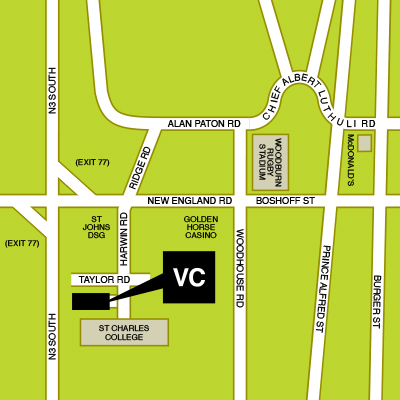 N3 SOUTH
CHIEF ALBERT LUTHULI RD
ALAN PATON RD
WOODBURN
RUGBY
STADIUM
McDONALD'S
RIDGE RD
(EXIT 77)
NEW ENGLAND RD
BOSHOFF ST
ST
JOHNS
DSG
HARWIN RD
GOLDEN
HORSE
CASINO
(EXIT 77)
WOODHOUSE RD
PRINCE ALFRED ST
BURGER ST
TAYLOR RD
VC
N3 SOUTH
ST CHARLES
COLLEGE